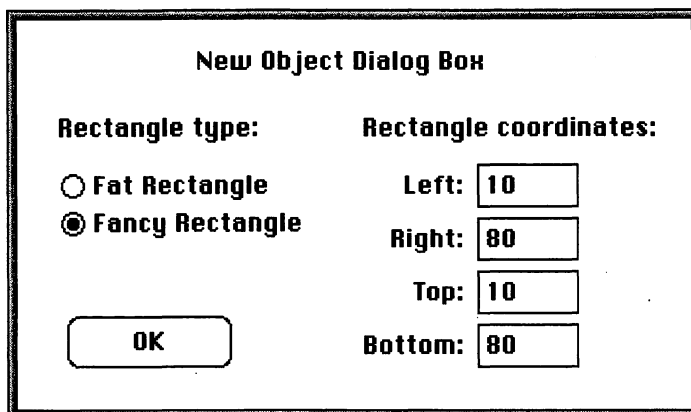 New Object Dialog Box
Rectangle type:
Fat Rectangle
Fancy Rectangle
OK
Rectangle coordinates:
Left: 10
Right: 80
Top: 10
Bottom: 80